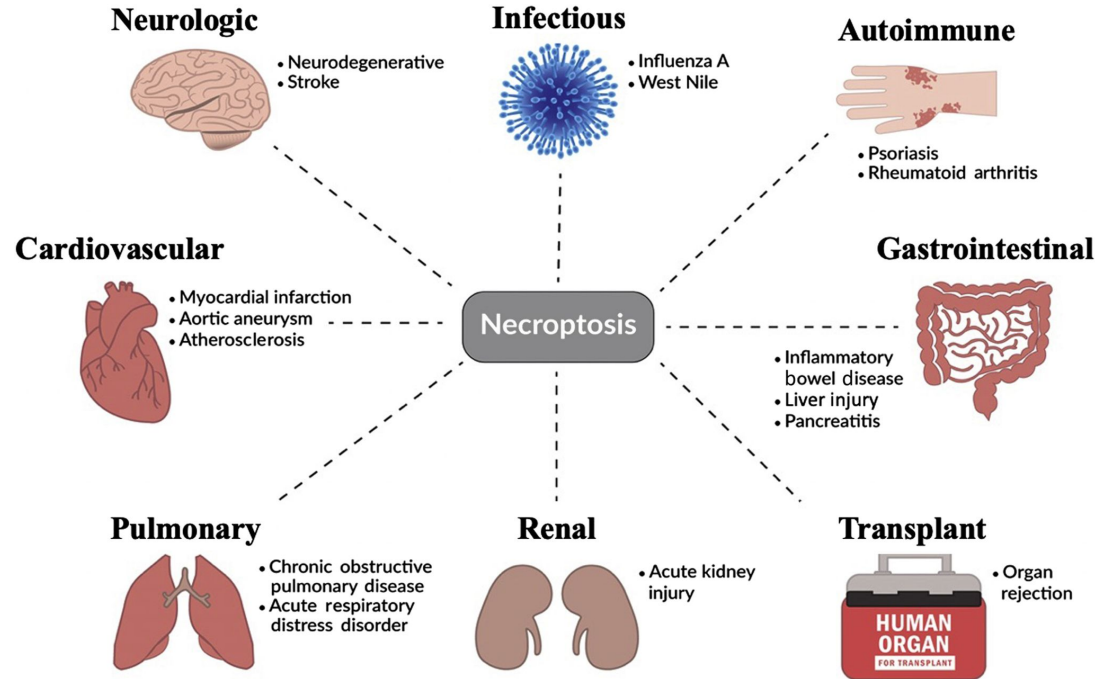 Neurologic
• Neurodegenerative
• Stroke
Infectious
• Influenza A
• West Nile
Autoimmune
• Psoriasis
• Rheumatoid arthritis
Cardiovascular
• Myocardial infarction
• Aortic aneurysm
• Atherosclerosis
Necroptosis
Gastrointestinal
• Inflammatory
bowel disease
• Liver injury
• Pancreatitis
Pulmonary
• Chronic obstructive
pulmonary disease
• Acute respiratory
distress disorder
Renal
• Acute kidney
injury
Transplant
• Organ
rejection
HUMAN
ORGAN
FOR TRANSPLANT